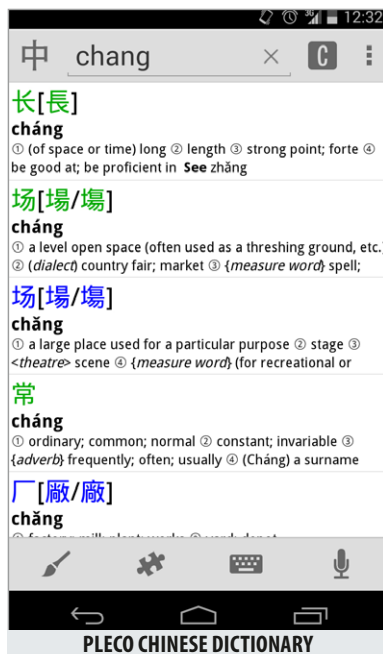 3G 12:32
中 chang × C
长[長]
cháng
① (of space or time) long ② length ③ strong point; forte ④
be good at; be proficient in See zhǎng
场[場/塲]
cháng
① a level open space (often used as a threshing ground, etc.)
② (dialect) country fair; market ③ {measure word} spell;
场[場/塲]
chǎng
① a large place used for a particular purpose ② stage ③
<theatre> scene ④ {measure word} (for recreational or
常
cháng
① ordinary; common; normal ② constant; invariable ③
{adverb} frequently; often; usually ④ (Cháng) a surname
厂[廠/廠]
chǎng
PLECO CHINESE DICTIONARY